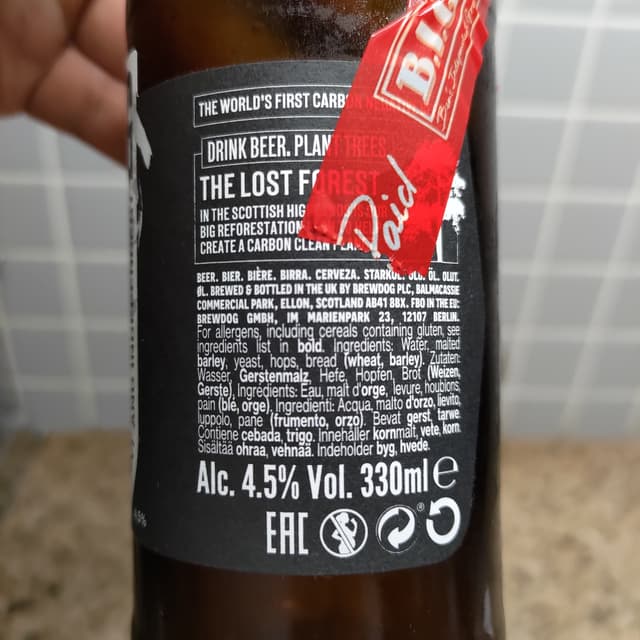 THE WORLD'S FIRST CARBON
DRINK BEER. PLANT TREES
THE LOST FOREST
IN THE SCOTTISH HIG
BIG REFORESTATION
CREATE A CARBON CLEAN
B.I.
Paid
BEER. BIER. BIÈRE. BIRRA. CERVEZA. STARKÖL. ØLL. ÖL. OLUT.
ØL. BREWED & BOTTLED IN THE UK BY BREWDOG PLC, BALMACASSIE
COMMERCIAL PARK, ELLON, SCOTLAND AB41 8BX. FBO IN THE EU:
BREWDOG GMBH, IM MARIENPARK 23, 12107 BERLIN.
For allergens, including cereals containing gluten, see
ingredients list in bold. Ingredients: Water, malted
barley, yeast, hops, bread (wheat, barley). Zutaten:
Wasser, Gerstenmalz, Hefe, Hopfen, Brot (Weizen,
Gerste). Ingredients: Eau, malt d'orge, levure, houblons,
pain (blé, orge). Ingredienti: Acqua, malto d'orzo, lievito,
luppolo, pane (frumento, orzo). Bevat gerst, tarwe.
Contiene cebada, trigo. Innehåller kornmalt, vete, korn.
Sisältää ohraa, vehnää. Indeholder byg, hvede.
Alc. 4.5% Vol. 330ml e
EAC